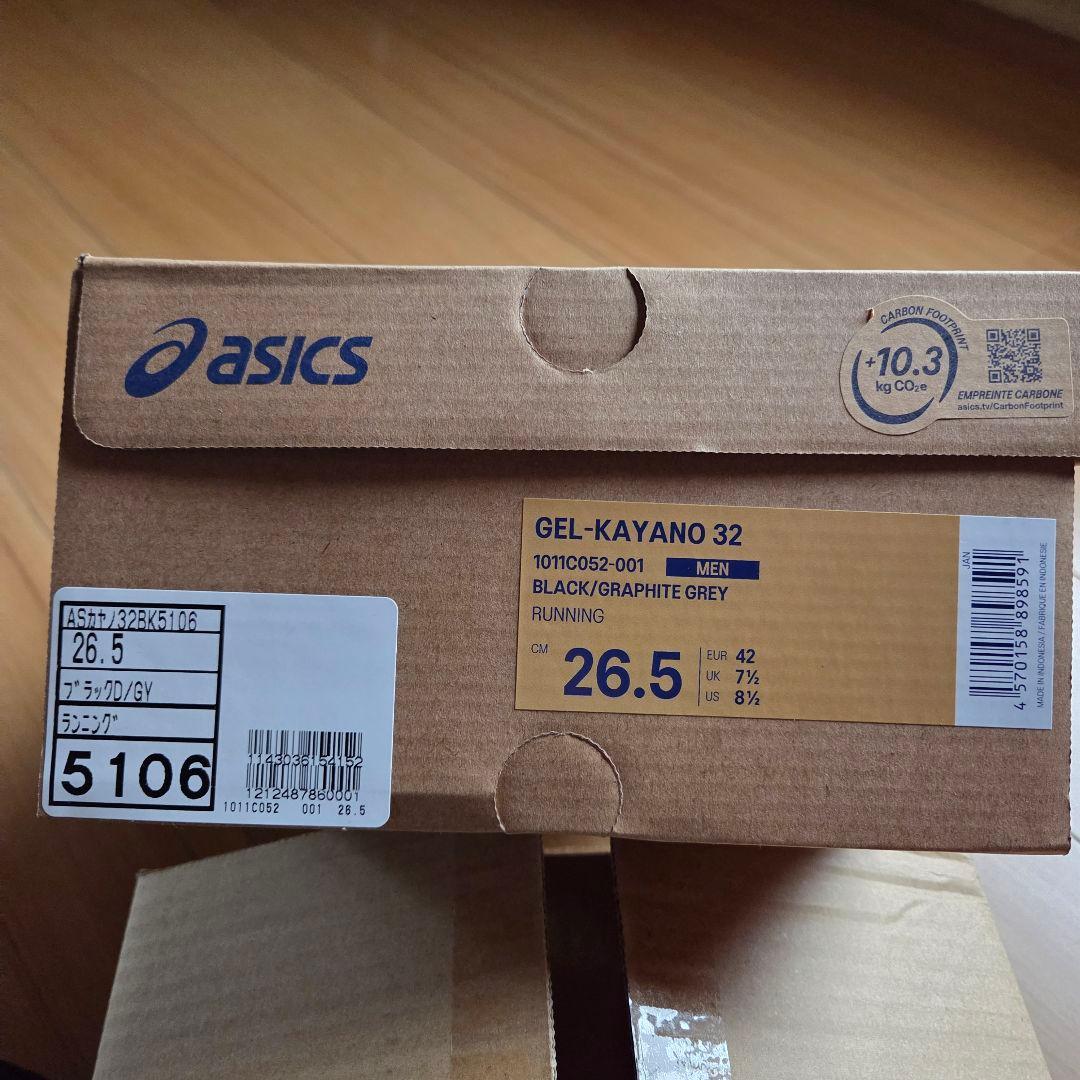 asics
CARBON FOOTPRINT
+10.3
kg CO₂e
EMPREINTE CARBONE
asics.tv/CarbonFootprint
GEL-KAYANO 32
1011C052-001 MEN
BLACK/GRAPHITE GREY
RUNNING
CM 26.5
EUR 42
UK 7½
US 8½
JAN
4 570158 898591
MADE IN INDONESIA / FABRIQUÉ EN INDONESIE
ASカヤノ32BK5106
26.5
ブラックD/GY
ランニング
5106
1143036154152
1212487860001
1011C052 001 26.5